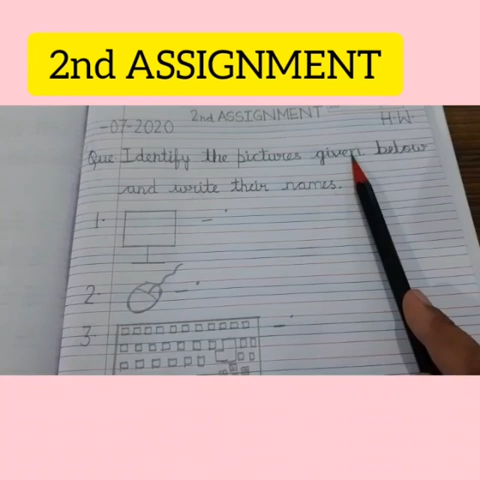 2nd ASSIGNMENT
2nd ASSIGNMENT
-07-2020
H.W.
Que Identify the pictures given below
and write their names.
1.
2.
3.